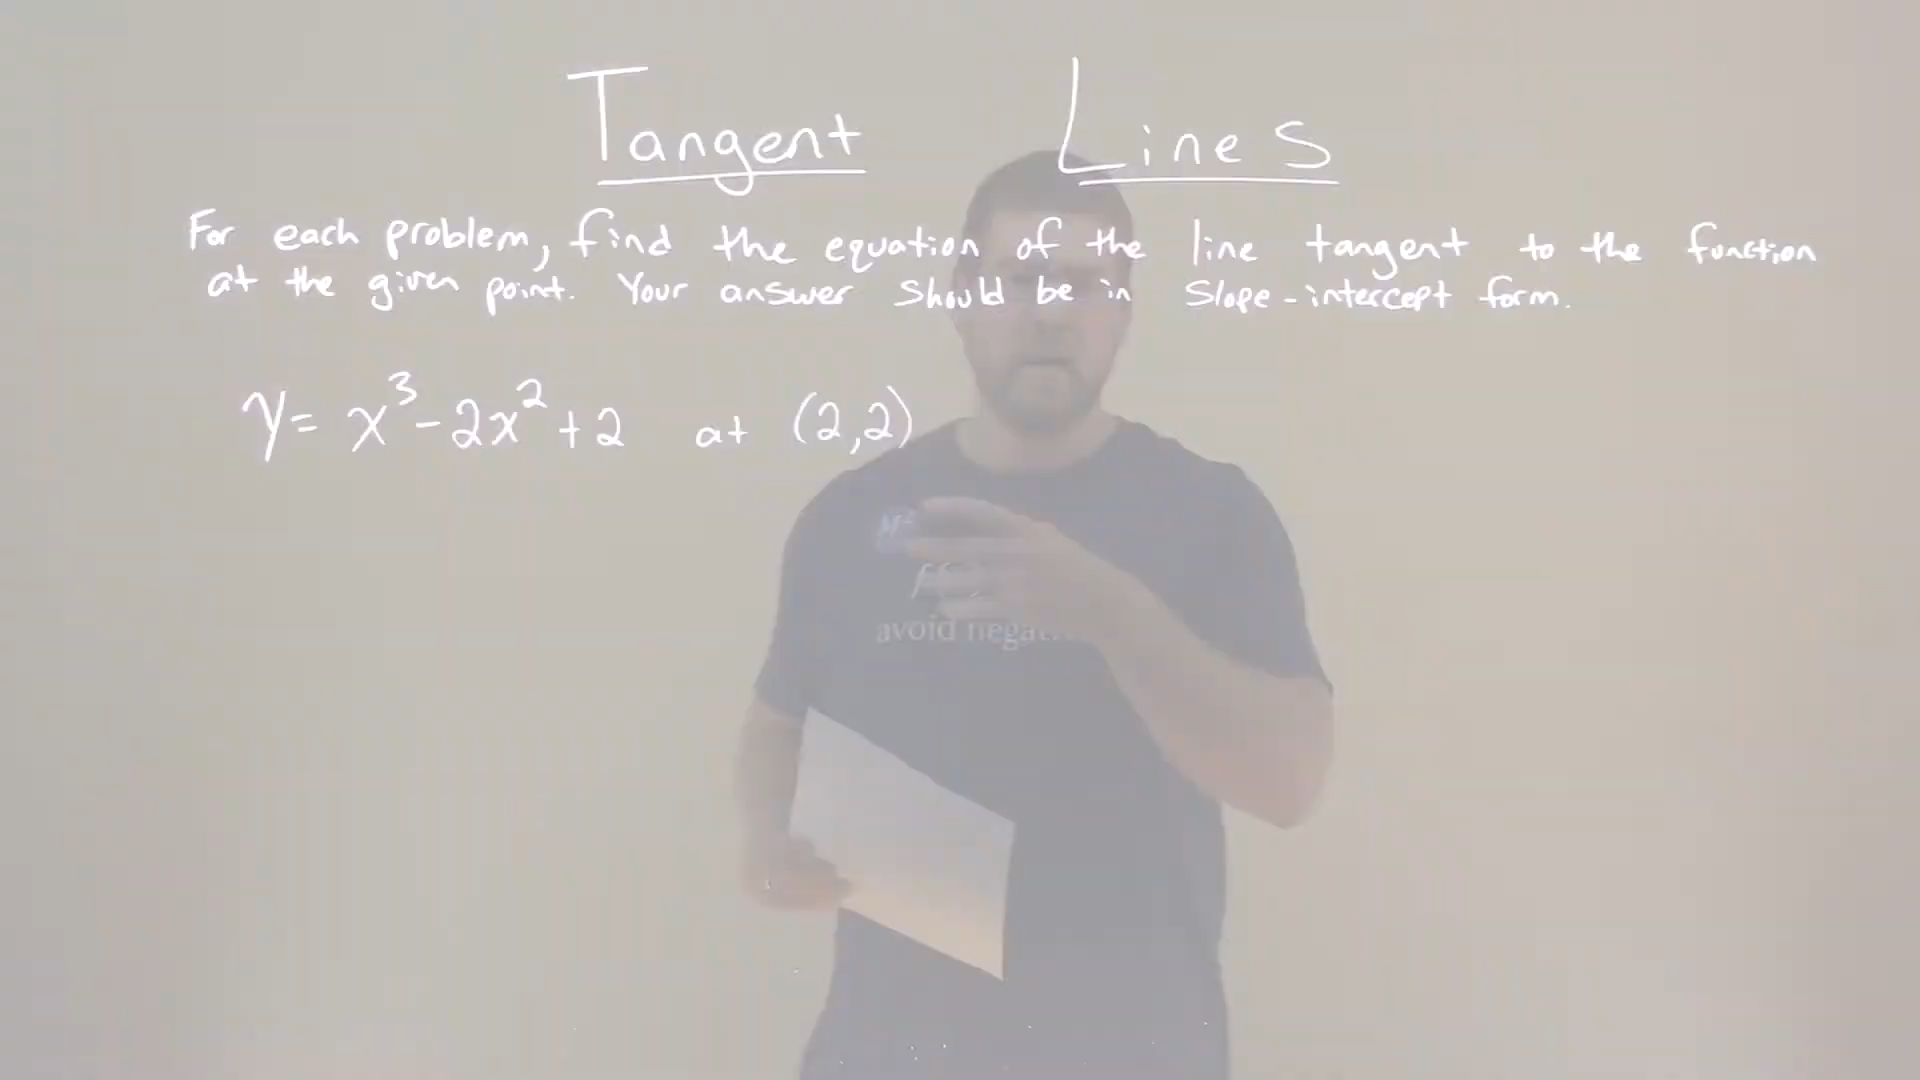 Tangent Lines
For each problem, find the equation of the line tangent to the function
at the given point. Your answer should be in Slope-intercept form.
y = x³ - 2x² + 2 at (2,2)
avoid